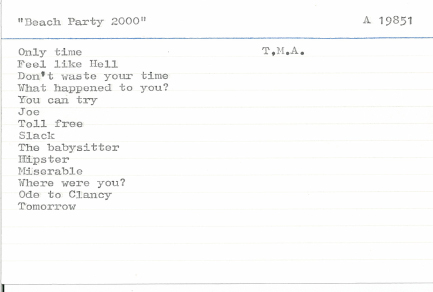 "Beach Party 2000" A 19851
Only time T.M.A.
Feel like Hell
Don't waste your time
What happened to you?
You can try
Joe
Toll free
Slack
The babysitter
Hipster
Miserable
Where were you?
Ode to Clancy
Tomorrow